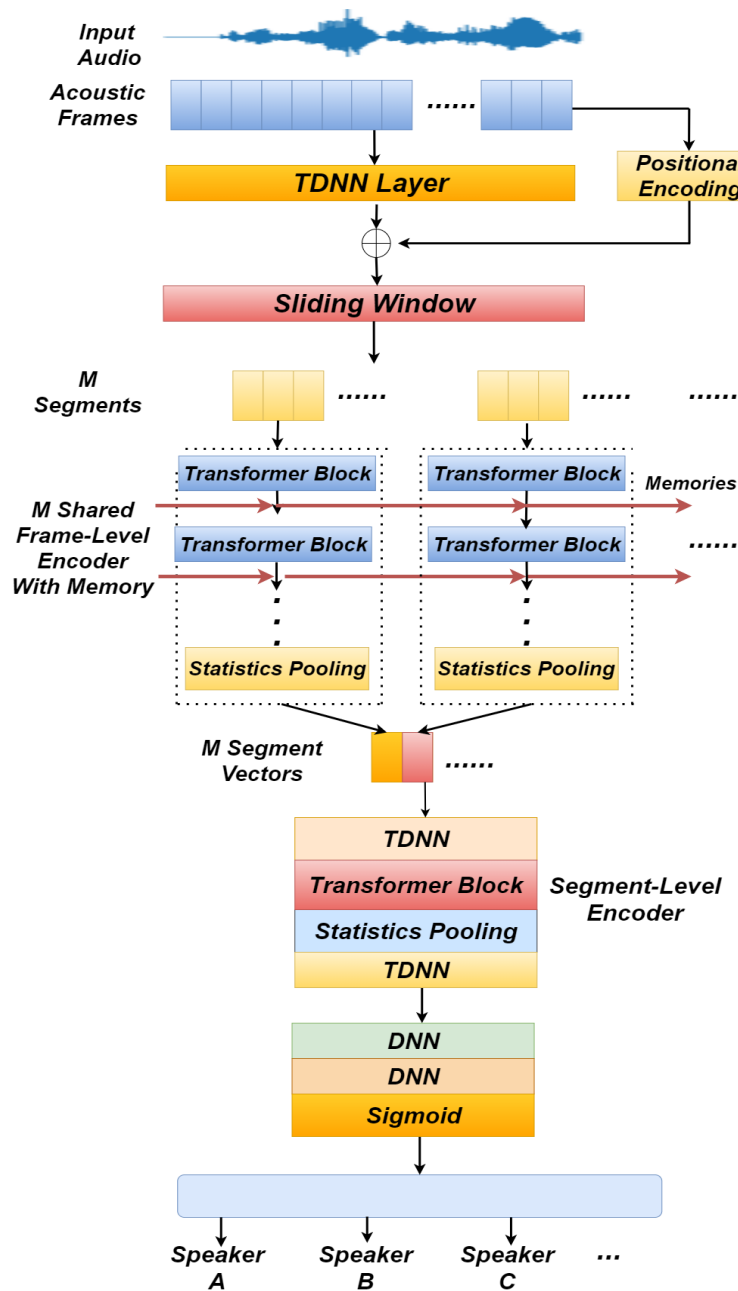 Input
Audio
Acoustic
Frames
......
TDNN Layer
Positiona
Encoding
Sliding Window
M
Segments
......
......
......
Transformer Block
Transformer Block
Memories
M Shared
Frame-Level
Encoder
With Memory
Transformer Block
Transformer Block
......
Statistics Pooling
Statistics Pooling
M Segment
Vectors
......
TDNN
Transformer Block
Statistics Pooling
TDNN
Segment-Level
Encoder
DNN
DNN
Sigmoid
Speaker
A
Speaker
B
Speaker
C
...